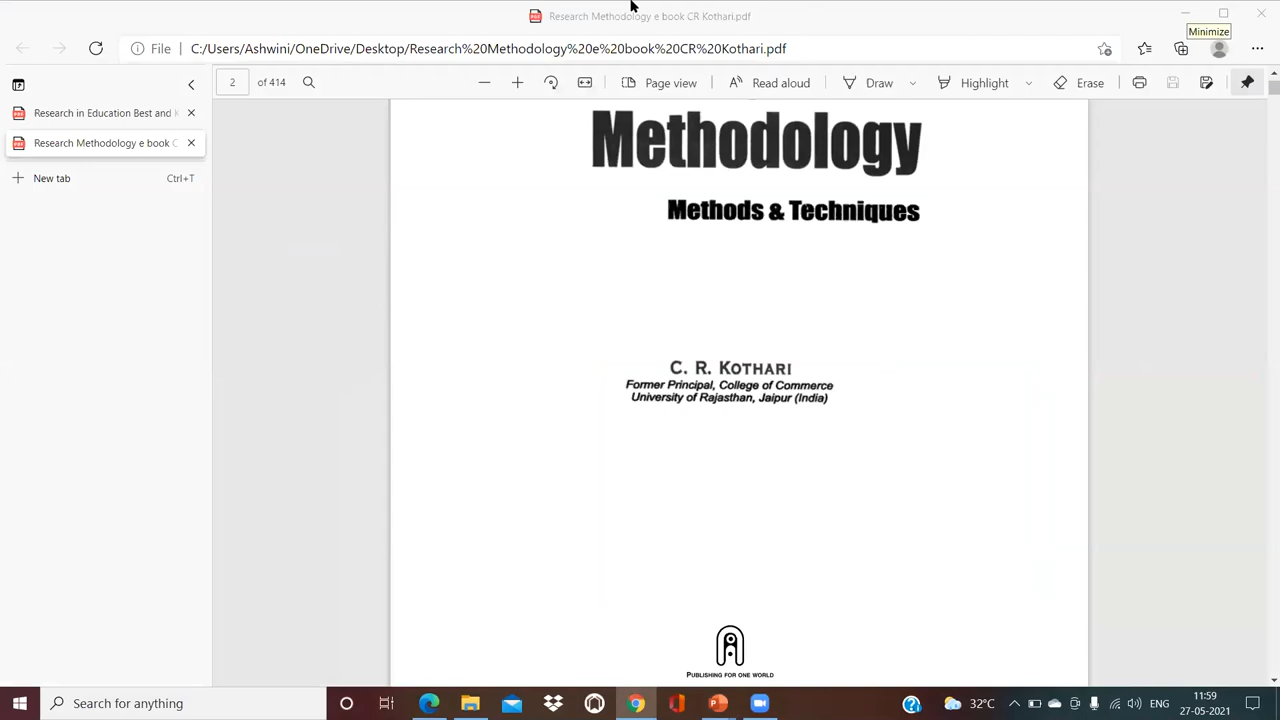 Research Methodology e book CR Kothari.pdf
Minimize
File
C:/Users/Ashwini/OneDrive/Desktop/Research%20Methodology%20e%20book%20CR%20Kothari.pdf
2 of 414
Page view
Read aloud
Draw
Highlight
Erase
Research in Education Best and
Research Methodology e book
New tab Ctrl+T
Methodology
Methods & Techniques
C. R. KOTHARI
Former Principal, College of Commerce
University of Rajasthan, Jaipur (India)
PUBLISHING FOR ONE WORLD
Search for anything
32°C
ENG
11:59
27-05-2021